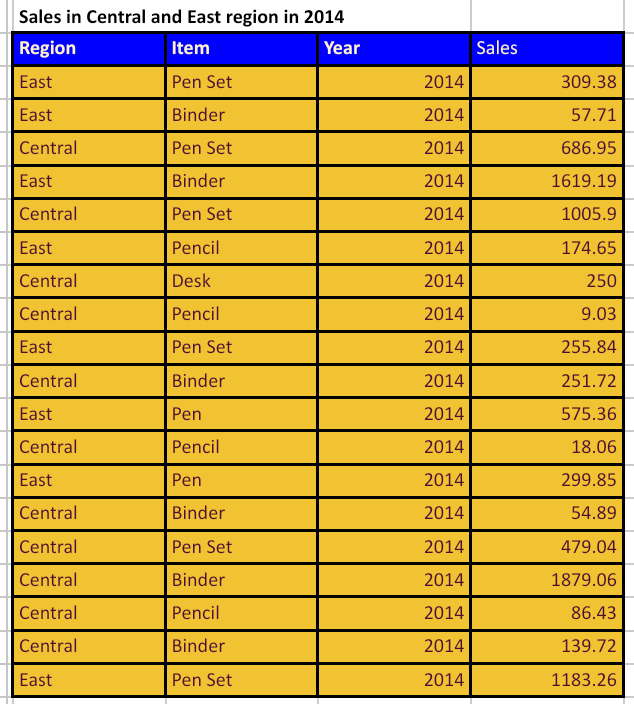 Sales in Central and East region in 2014
Region Item Year Sales
East Pen Set 2014 309.38
East Binder 2014 57.71
Central Pen Set 2014 686.95
East Binder 2014 1619.19
Central Pen Set 2014 1005.9
East Pencil 2014 174.65
Central Desk 2014 250
Central Pencil 2014 9.03
East Pen Set 2014 255.84
Central Binder 2014 251.72
East Pen 2014 575.36
Central Pencil 2014 18.06
East Pen 2014 299.85
Central Binder 2014 54.89
Central Pen Set 2014 479.04
Central Binder 2014 1879.06
Central Pencil 2014 86.43
Central Binder 2014 139.72
East Pen Set 2014 1183.26